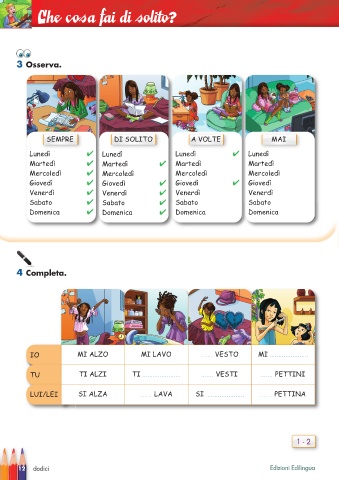 Che cosa fai di solito?
3 Osserva.
SEMPRE DI SOLITO A VOLTE MAI
Lunedì ✔ Lunedì Lunedì ✔ Lunedì
Martedì ✔ Martedì ✔ Martedì Martedì
Mercoledì ✔ Mercoledì Mercoledì Mercoledì
Giovedì ✔ Giovedì ✔ Giovedì ✔ Giovedì
Venerdì ✔ Venerdì ✔ Venerdì Venerdì
Sabato ✔ Sabato ✔ Sabato Sabato
Domenica ✔ Domenica ✔ Domenica Domenica
4 Completa.
IO MI ALZO MI LAVO ...... VESTO MI ..................
TU TI ALZI TI .................. ...... VESTI ...... PETTINI
LUI/LEI SI ALZA ...... LAVA SI .................. ...... PETTINA
1 - 2
12 dodici Edizioni Edilingua